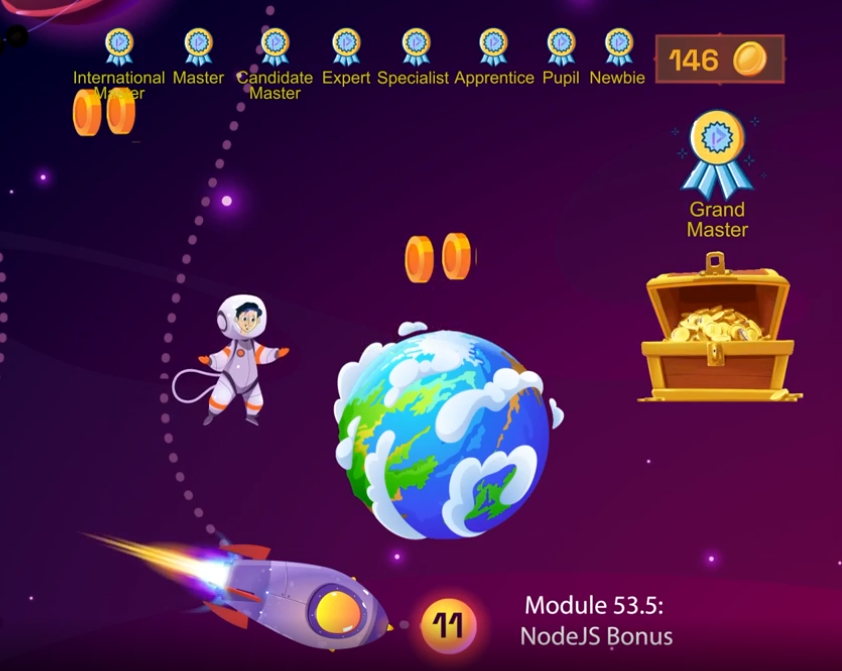 International Master
Master
Candidate Master
Expert
Specialist
Apprentice
Pupil
Newbie
146
Grand
Master
11
Module 53.5:
NodeJS Bonus